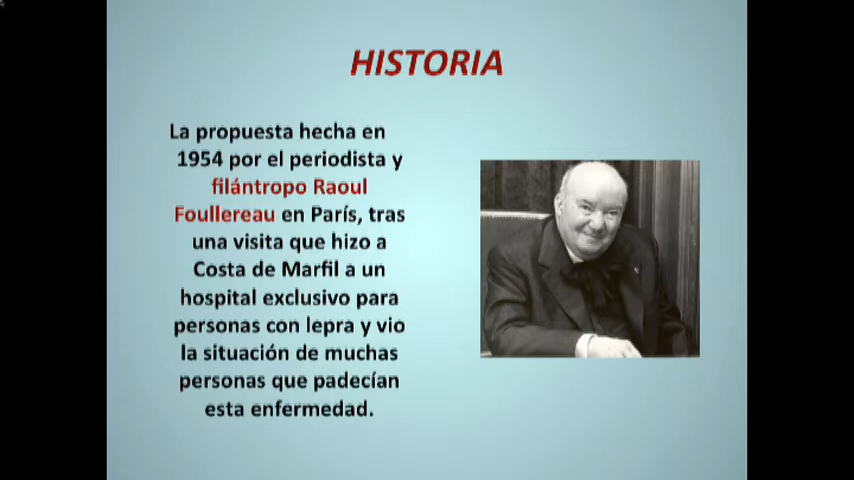 HISTORIA
La propuesta hecha en
1954 por el periodista y
filántropo Raoul
Foullereau en París, tras
una visita que hizo a
Costa de Marfil a un
hospital exclusivo para
personas con lepra y vio
la situación de muchas
personas que padecían
esta enfermedad.